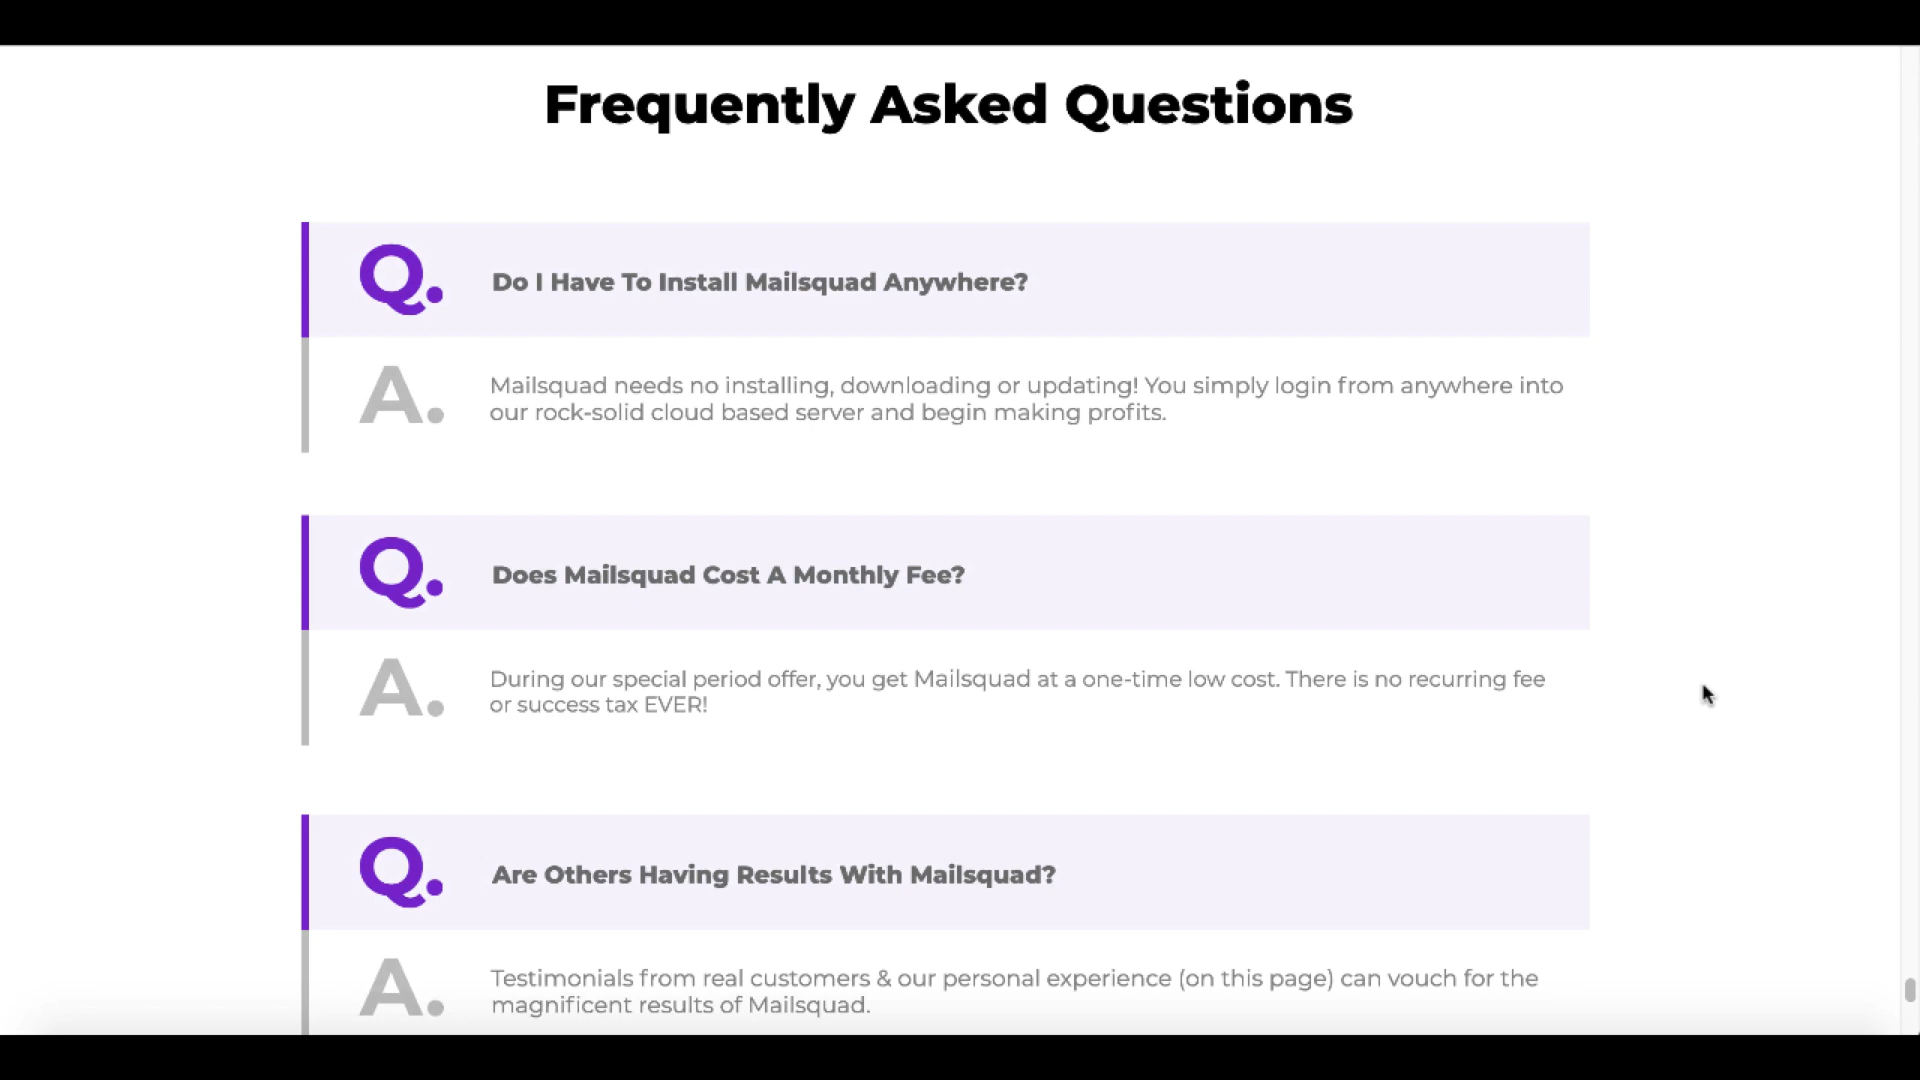 Frequently Asked Questions
Q. Do I Have To Install Mailsquad Anywhere?
A. Mailsquad needs no installing, downloading or updating! You simply login from anywhere into
our rock-solid cloud based server and begin making profits.
Q. Does Mailsquad Cost A Monthly Fee?
A. During our special period offer, you get Mailsquad at a one-time low cost. There is no recurring fee
or success tax EVER!
Q. Are Others Having Results With Mailsquad?
A. Testimonials from real customers & our personal experience (on this page) can vouch for the
magnificent results of Mailsquad.